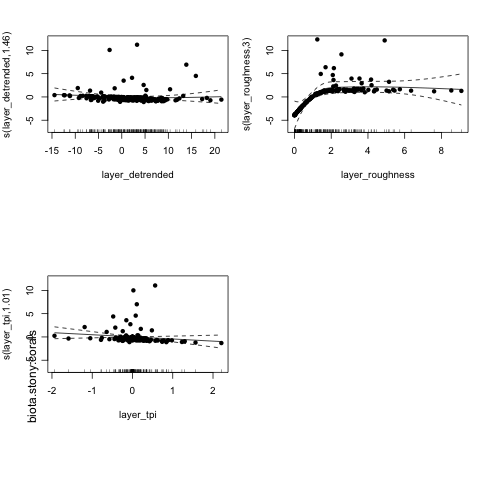 10
5
0
-5
s(layer_detrended,1.46)
-15 -10 -5 0 5 10 15 20
layer_detrended
10
5
0
-5
s(layer_roughness,3)
0 2 4 6 8
layer_roughness
10
5
0
-5
s(layer_tpi,1.01)
biota.stony.corals
-2 -1 0 1 2
layer_tpi